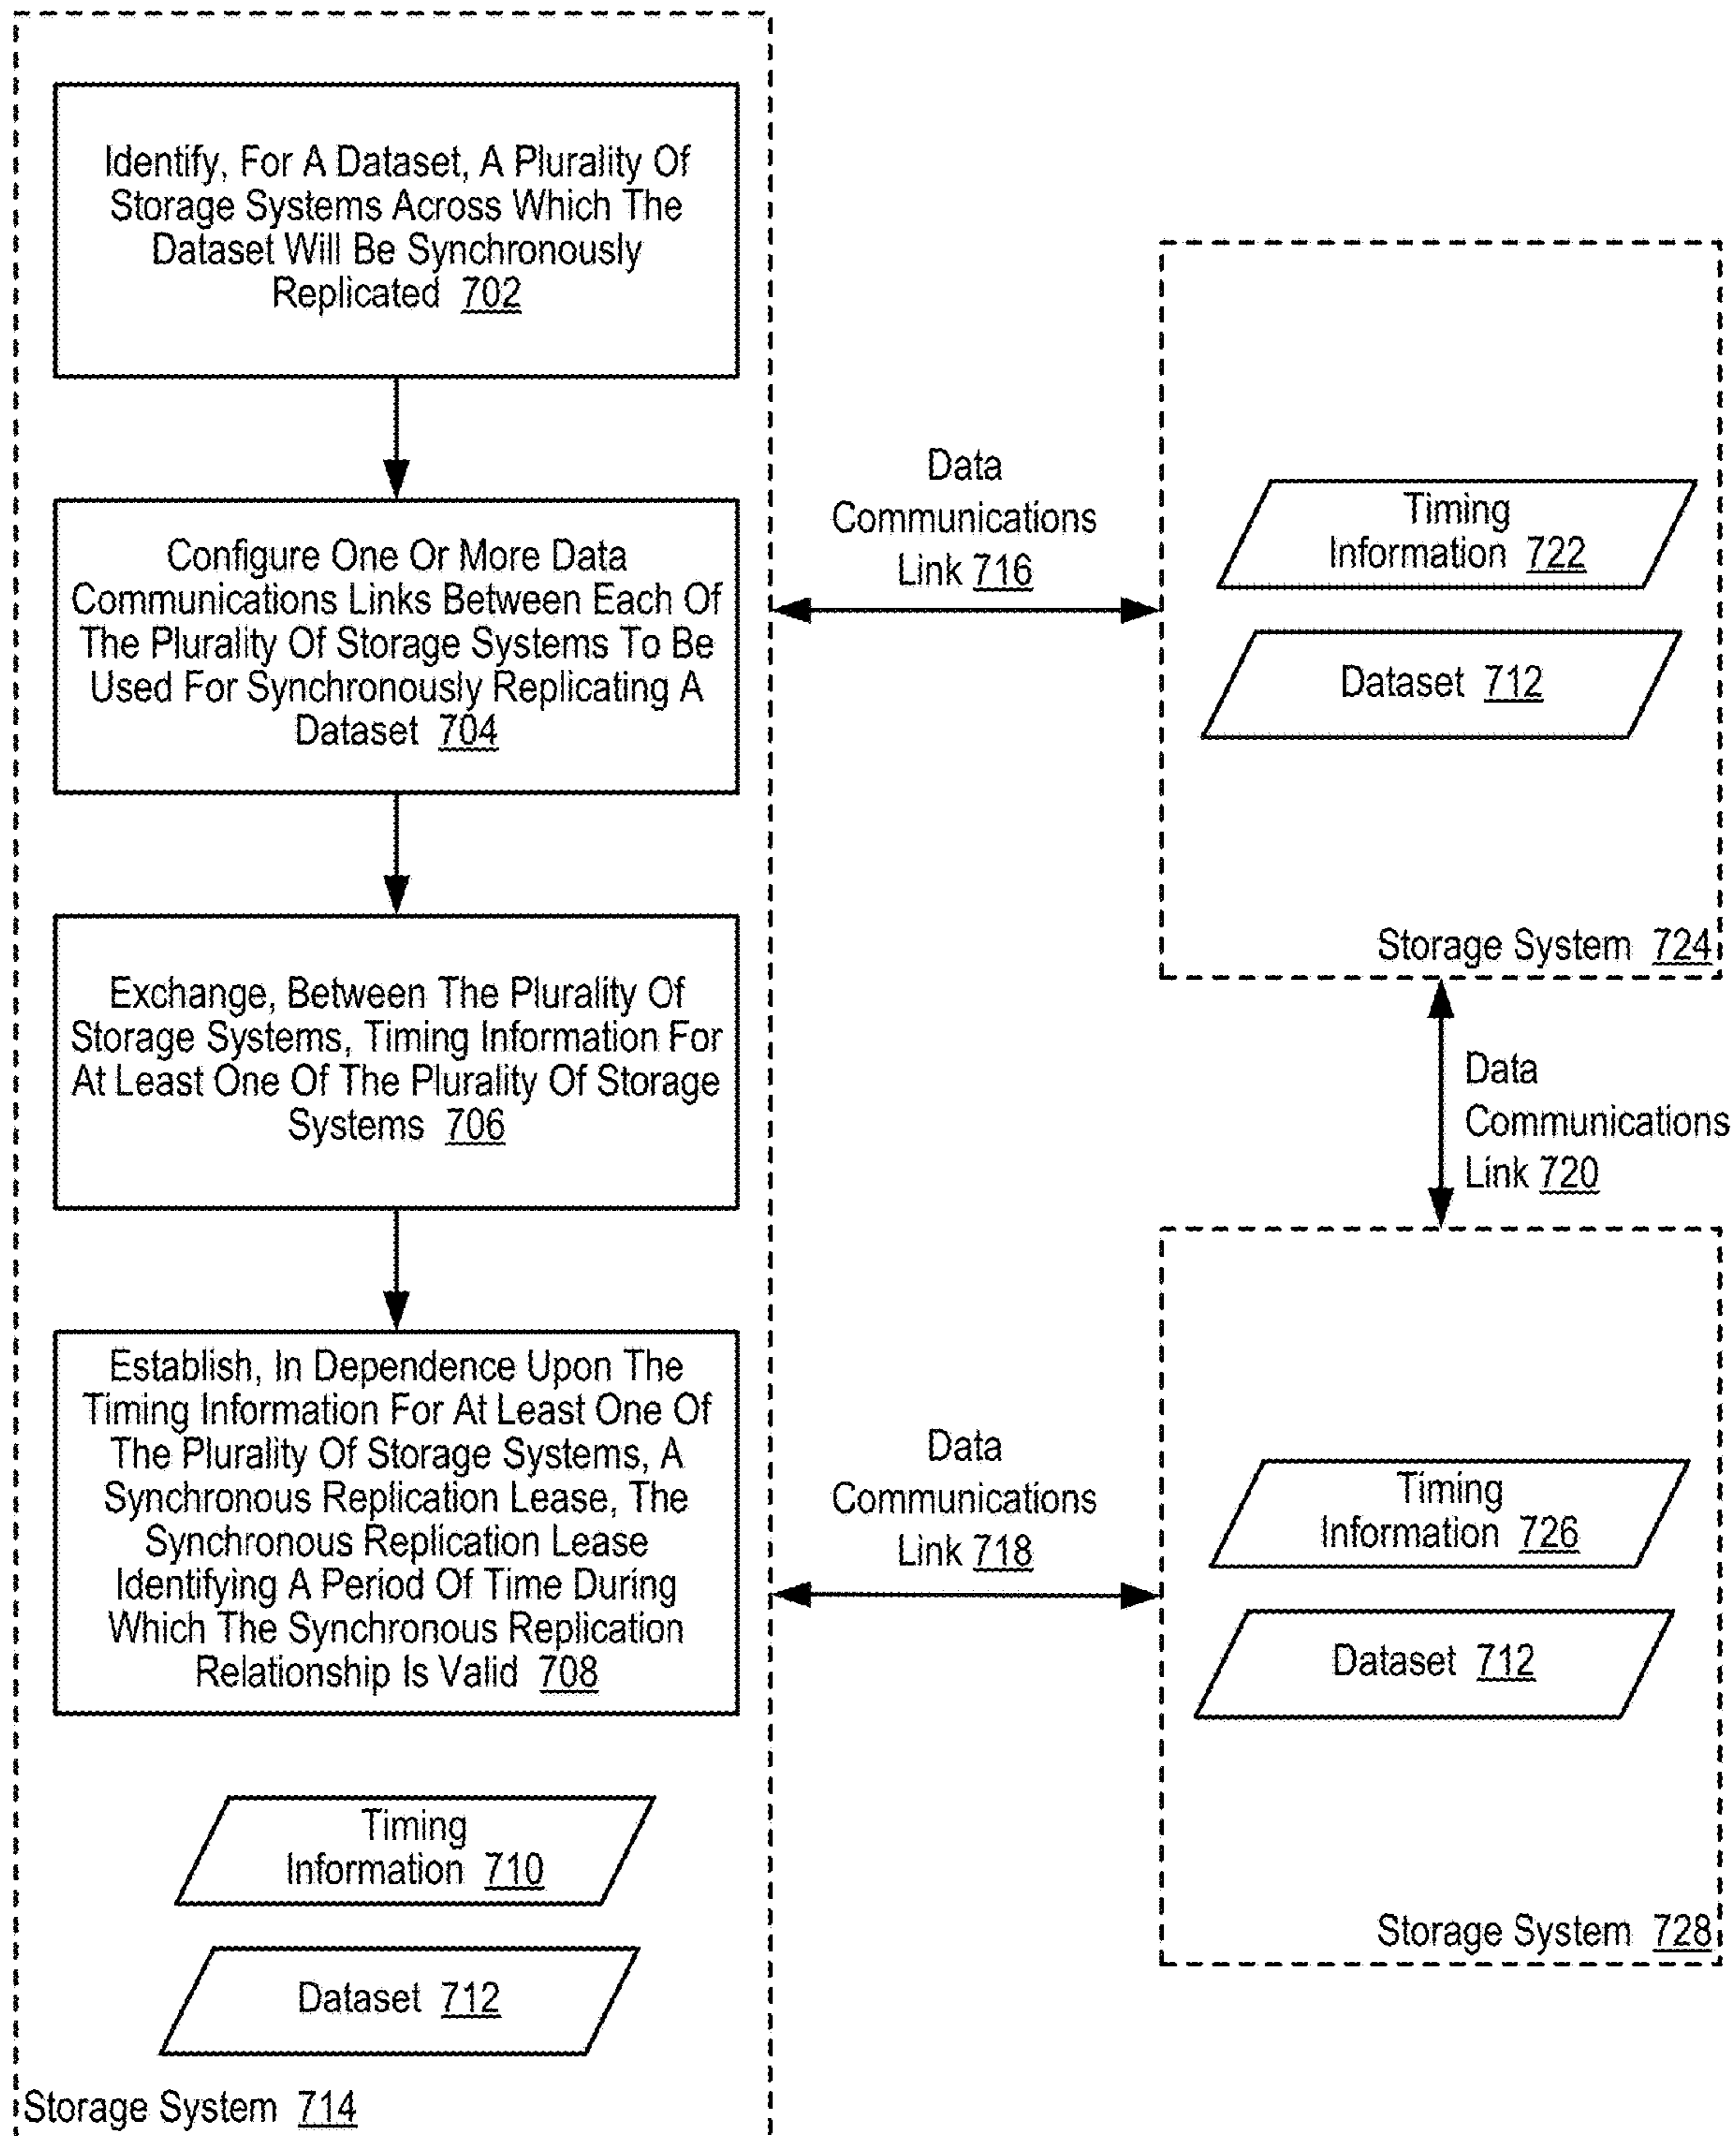 Identify, For A Dataset, A Plurality Of
Storage Systems Across Which The
Dataset Will Be Synchronously
Replicated 702
Configure One Or More Data
Communications Links Between Each Of
The Plurality Of Storage Systems To Be
Used For Synchronously Replicating A
Dataset 704
Exchange, Between The Plurality Of
Storage Systems, Timing Information For
At Least One Of The Plurality Of Storage
Systems 706
Establish, In Dependence Upon The
Timing Information For At Least One Of
The Plurality Of Storage Systems, A
Synchronous Replication Lease, The
Synchronous Replication Lease
Identifying A Period Of Time During
Which The Synchronous Replication
Relationship Is Valid 708
Timing
Information 710
Dataset 712
Storage System 714
Data
Communications
Link 716
Timing
Information 722
Dataset 712
Storage System 724
Data
Communications
Link 720
Data
Communications
Link 718
Timing
Information 726
Dataset 712
Storage System 728